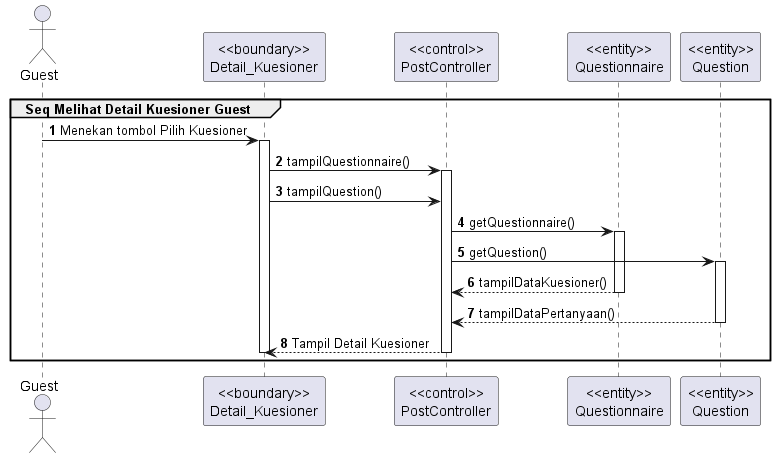 <<boundary>>
Detail_Kuesioner
<<control>>
PostController
<<entity>>
Questionnaire
<<entity>>
Question
Guest
Seq Melihat Detail Kuesioner Guest
1 Menekan tombol Pilih Kuesioner
2 tampilQuestionnaire()
3 tampilQuestion()
4 getQuestionnaire()
5 getQuestion()
6 tampilDataKuesioner()
7 tampilDataPertanyaan()
8 Tampil Detail Kuesioner
Guest
<<boundary>>
Detail_Kuesioner
<<control>>
PostController
<<entity>>
Questionnaire
<<entity>>
Question